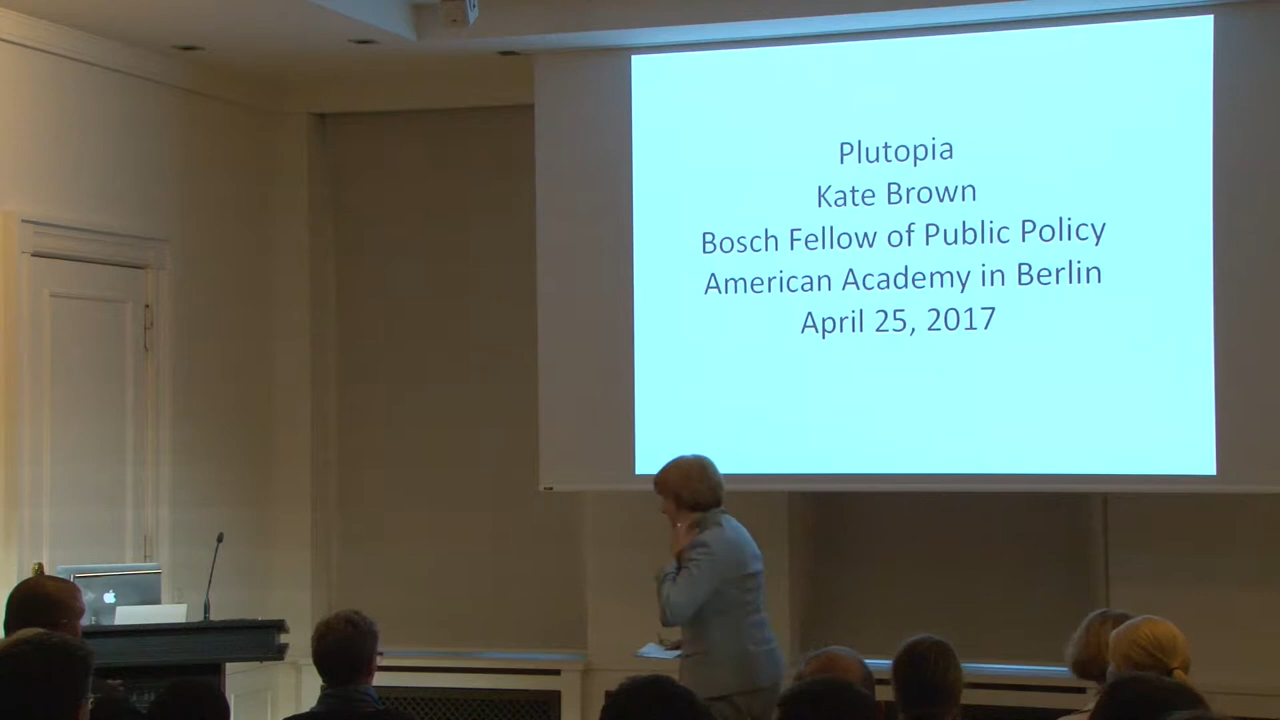 Plutopia
Kate Brown
Bosch Fellow of Public Policy
American Academy in Berlin
April 25, 2017